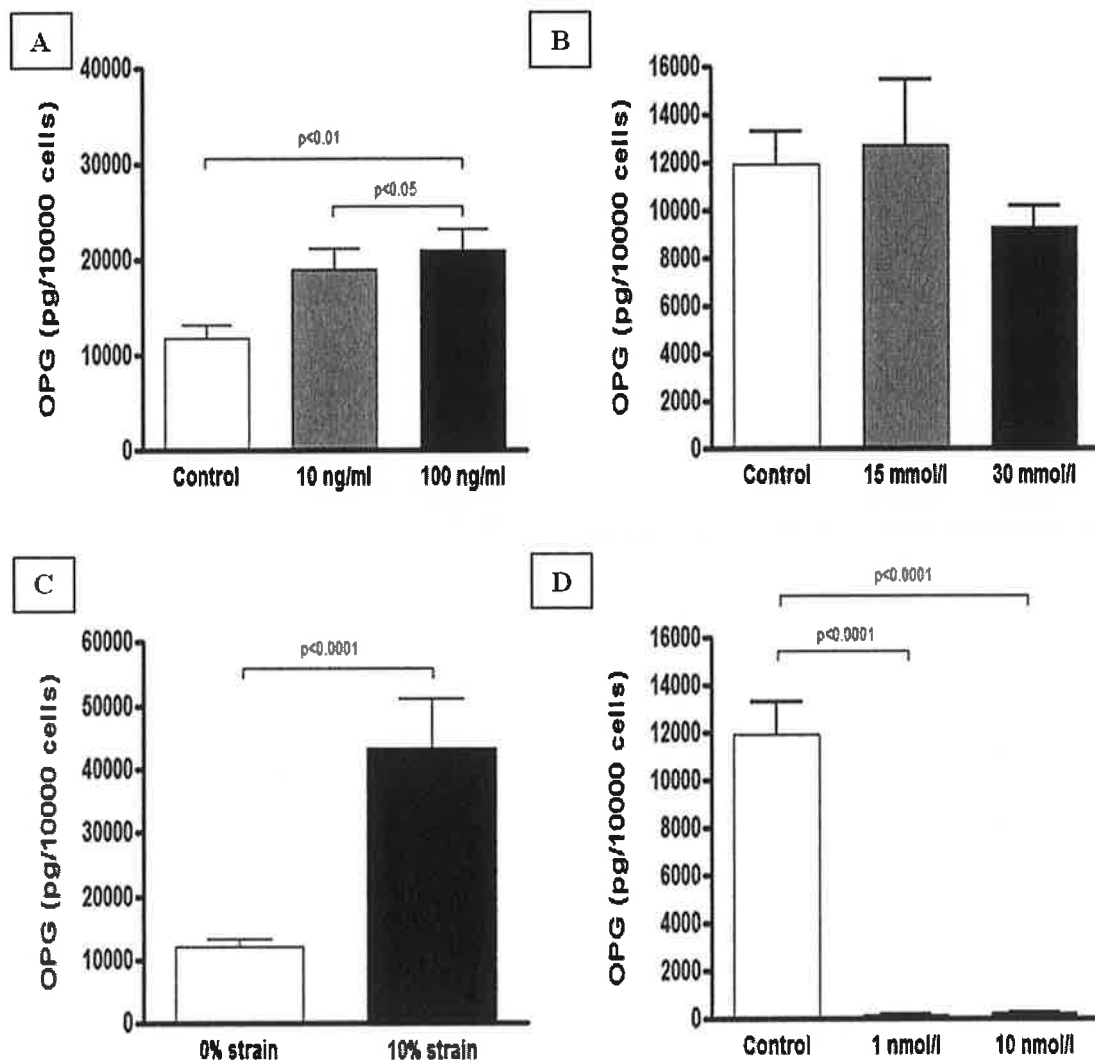 A
OPG (pg/10000 cells)
40000
30000
20000
10000
0
p<0.01
p<0.05
Control
10 ng/ml
100 ng/ml
B
OPG (pg/10000 cells)
16000
14000
12000
10000
8000
6000
4000
2000
0
Control
15 mmol/l
30 mmol/l
C
OPG (pg/10000 cells)
60000
50000
40000
30000
20000
10000
0
p<0.0001
0% strain
10% strain
D
OPG (pg/10000 cells)
16000
14000
12000
10000
8000
6000
4000
2000
0
p<0.0001
p<0.0001
Control
1 nmol/l
10 nmol/l